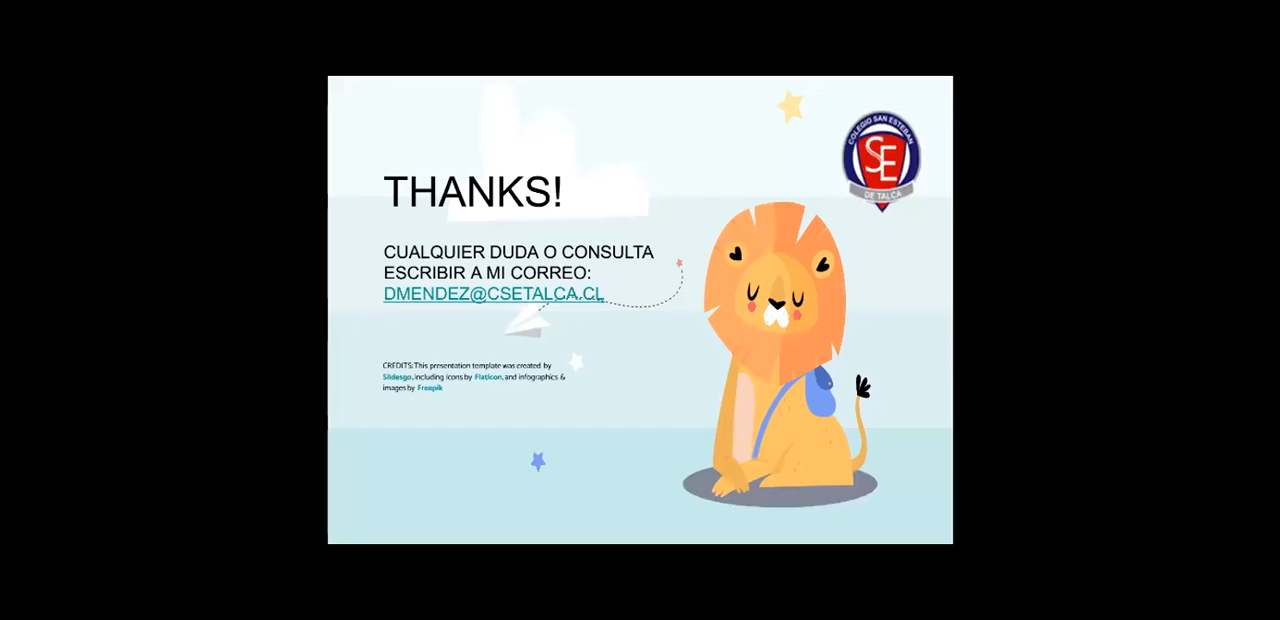 COLEGIO SAN ESTEBAN
SE
DE TALCA
THANKS!
CUALQUIER DUDA O CONSULTA
ESCRIBIR A MI CORREO:
DMENDEZ@CSETALCA.CL
CREDITS: This presentation template was created by
Slidesgo, including icons by Flaticon, and infographics &
images by Freepik